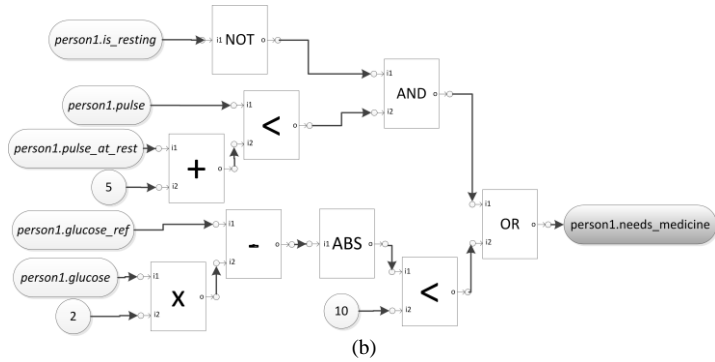 person1.is_resting
i1 NOT o
person1.pulse
i1
i2
<
o
i1
i2
AND
o
person1.pulse_at_rest
5
i1
i2
+
o
person1.glucose_ref
i1
i2
-
o
i1 ABS o
i1
i2
OR
o
person1.needs_medicine
person1.glucose
2
i1
i2
X
o
10
i1
i2
<
o
(b)